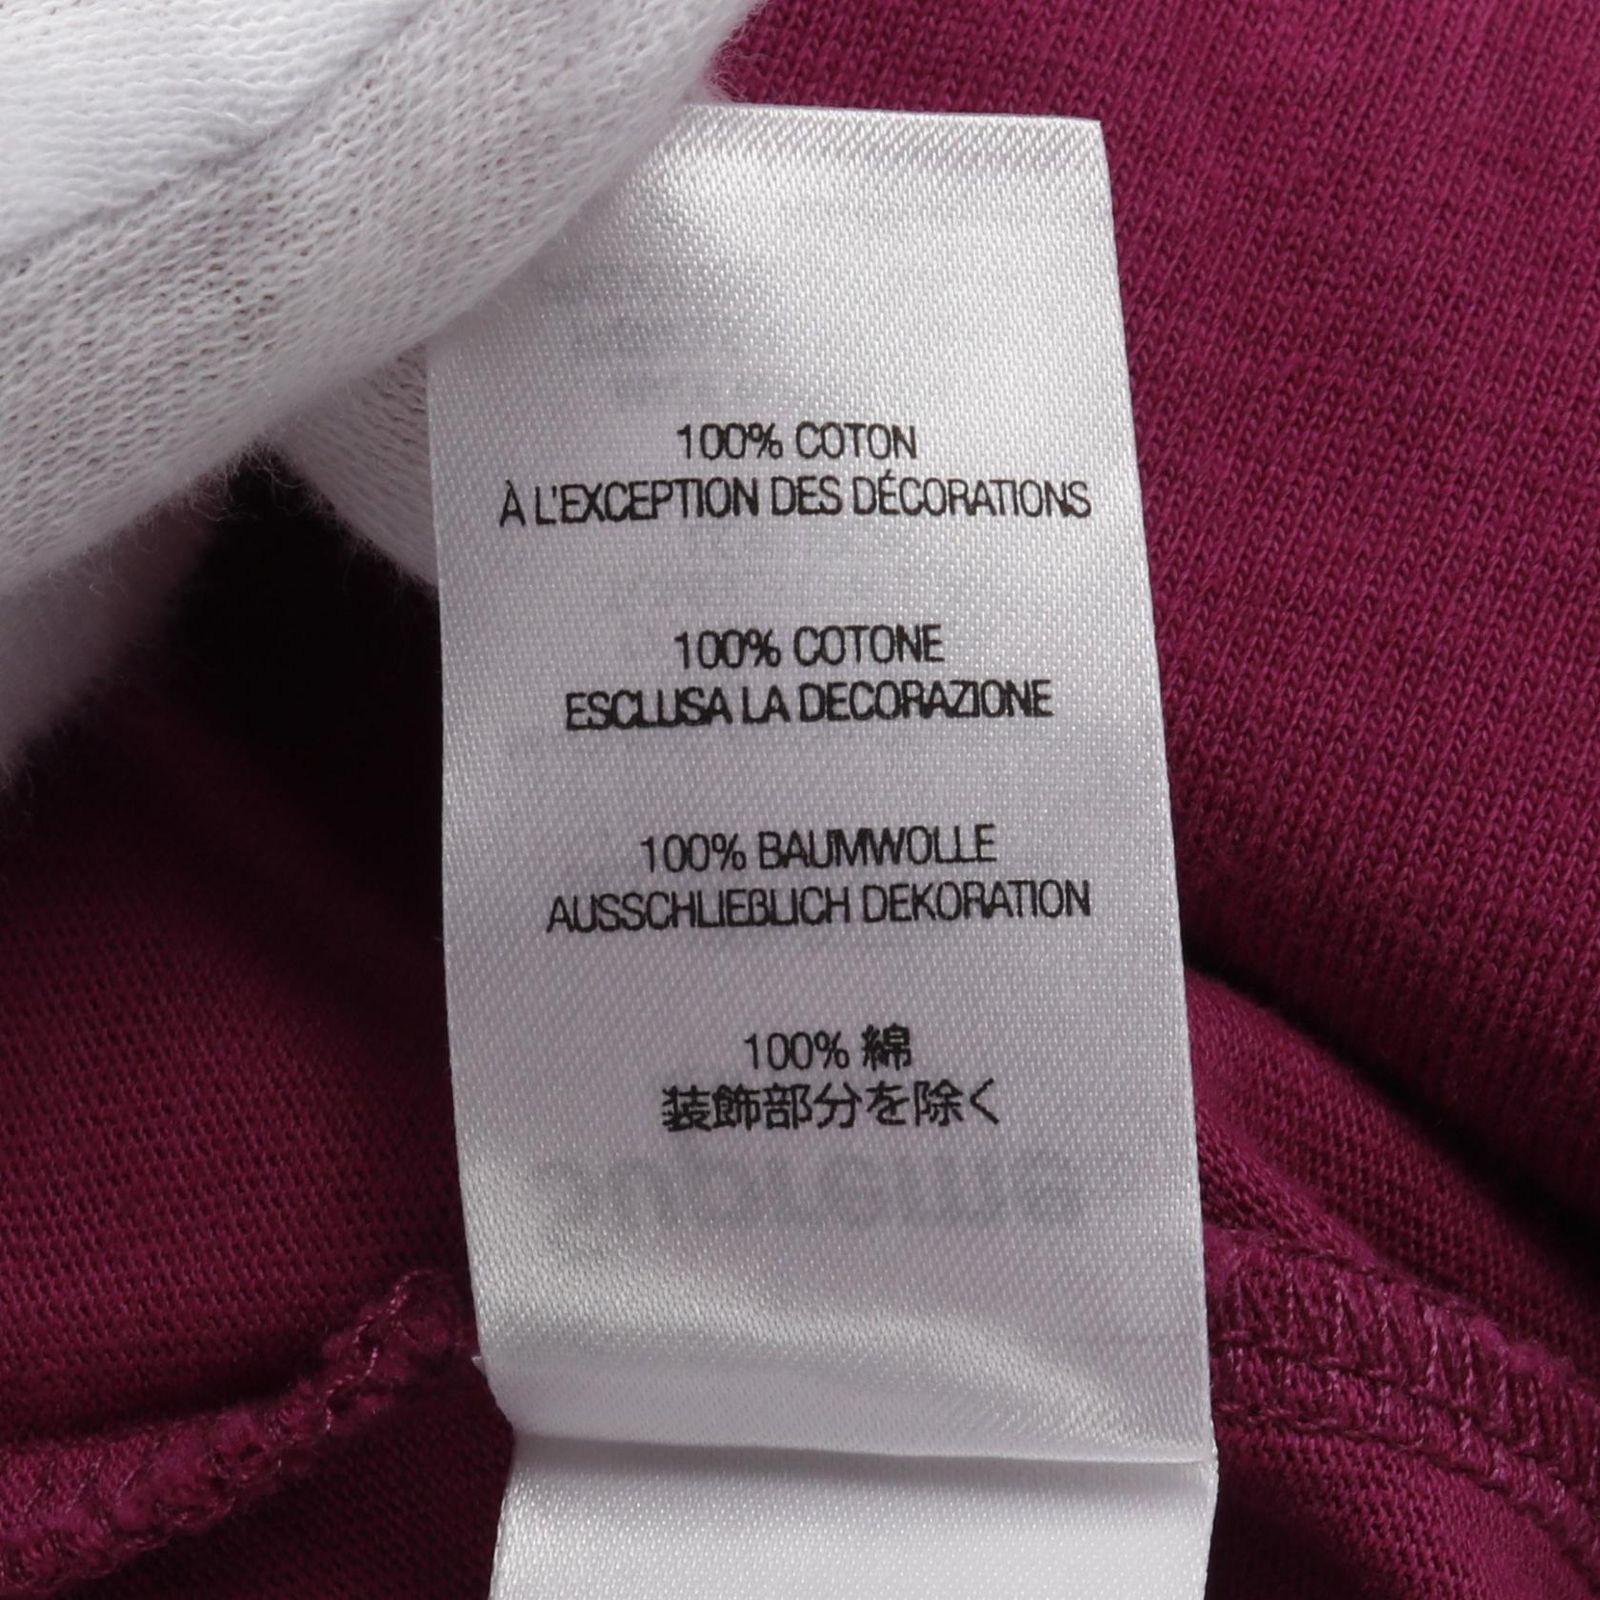 100% COTON
À L'EXCEPTION DES DÉCORATIONS
100% COTONE
ESCLUSA LA DECORAZIONE
100% BAUMWOLLE
AUSSCHLIEßLICH DEKORATION
100% 綿
装飾部分を除く